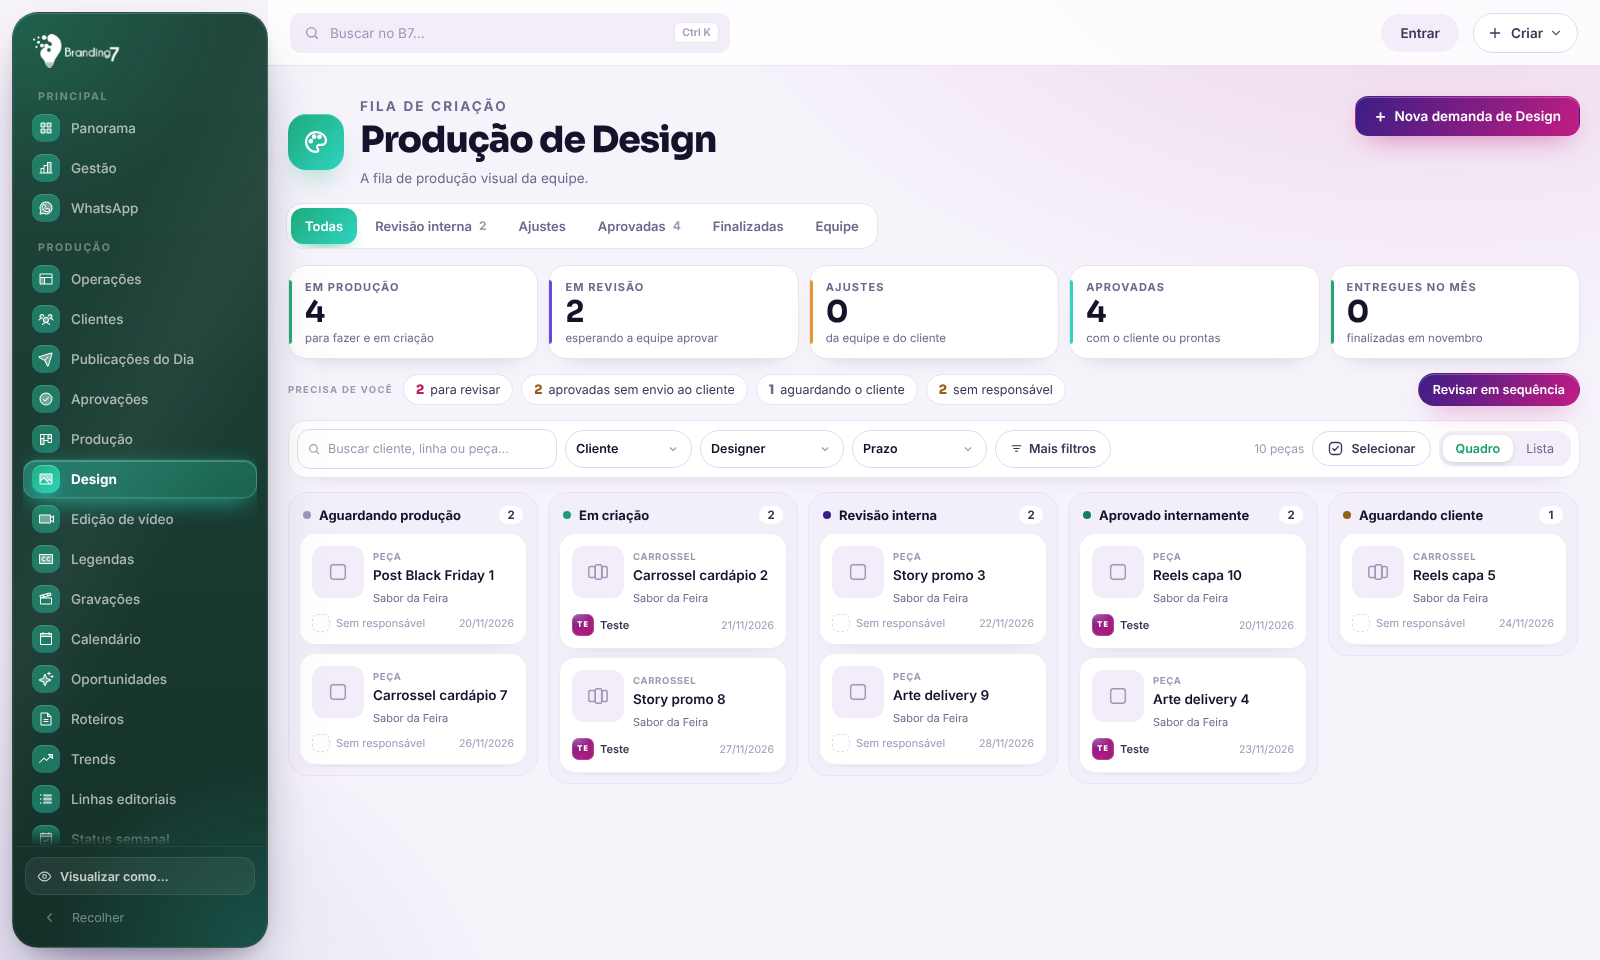 Branding7
PRINCIPAL
Panorama
Gestão
WhatsApp
PRODUÇÃO
Operações
Clientes
Publicações do Dia
Aprovações
Produção
Design
Edição de vídeo
Legendas
Gravações
Calendário
Oportunidades
Roteiros
Trends
Linhas editoriais
Status semanal
Visualizar como...
Recolher
Buscar no B7...
Ctrl K
Entrar
Criar
FILA DE CRIAÇÃO
Produção de Design
A fila de produção visual da equipe.
+ Nova demanda de Design
Todas
Revisão interna 2
Ajustes
Aprovadas 4
Finalizadas
Equipe
EM PRODUÇÃO
4
para fazer e em criação
EM REVISÃO
2
esperando a equipe aprovar
AJUSTES
0
da equipe e do cliente
APROVADAS
4
com o cliente ou prontas
ENTREGUES NO MÊS
0
finalizadas em novembro
PRECISA DE VOCÊ
2 para revisar
2 aprovadas sem envio ao cliente
1 aguardando o cliente
2 sem responsável
Revisar em sequência
Buscar cliente, linha ou peça...
Cliente
Designer
Prazo
Mais filtros
10 peças
Selecionar
Quadro
Lista
Aguardando produção 2
PEÇA
Post Black Friday 1
Sabor da Feira
Sem responsável 20/11/2026
PEÇA
Carrossel cardápio 7
Sabor da Feira
Sem responsável 26/11/2026
Em criação 2
CARROSSEL
Carrossel cardápio 2
Sabor da Feira
TE Teste 21/11/2026
CARROSSEL
Story promo 8
Sabor da Feira
TE Teste 27/11/2026
Revisão interna 2
PEÇA
Story promo 3
Sabor da Feira
Sem responsável 22/11/2026
PEÇA
Arte delivery 9
Sabor da Feira
Sem responsável 28/11/2026
Aprovado internamente 2
PEÇA
Reels capa 10
Sabor da Feira
TE Teste 20/11/2026
PEÇA
Arte delivery 4
Sabor da Feira
TE Teste 23/11/2026
Aguardando cliente 1
CARROSSEL
Reels capa 5
Sabor da Feira
Sem responsável 24/11/2026